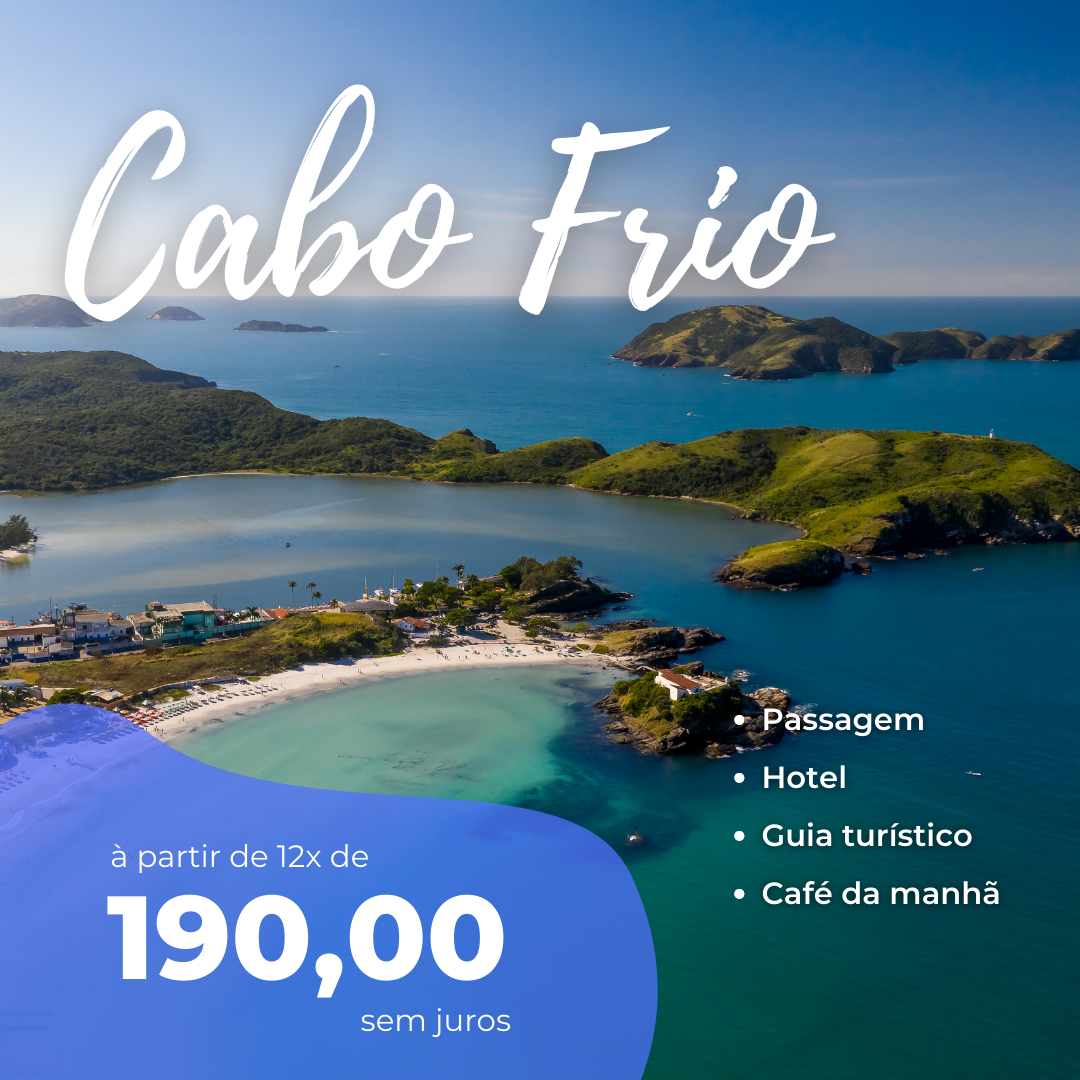 Cabo Frio
• Passagem
• Hotel
• Guia turístico
• Café da manhã
à partir de 12x de
190,00
sem juros